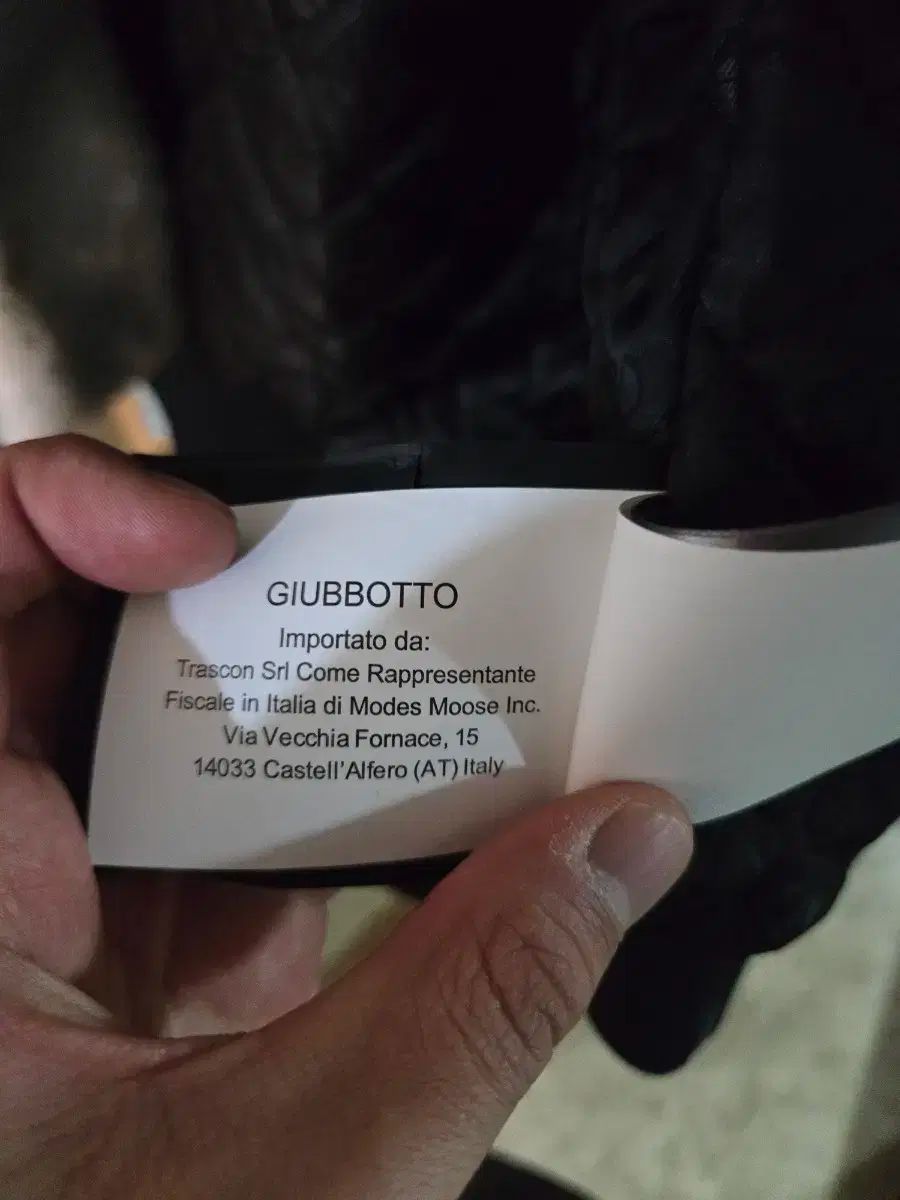 GIUBBOTTO
Importato da:
Trascon Srl Come Rappresentante
Fiscale in Italia di Modes Moose Inc.
Via Vecchia Fornace, 15
14033 Castell'Alfero (AT) Italy